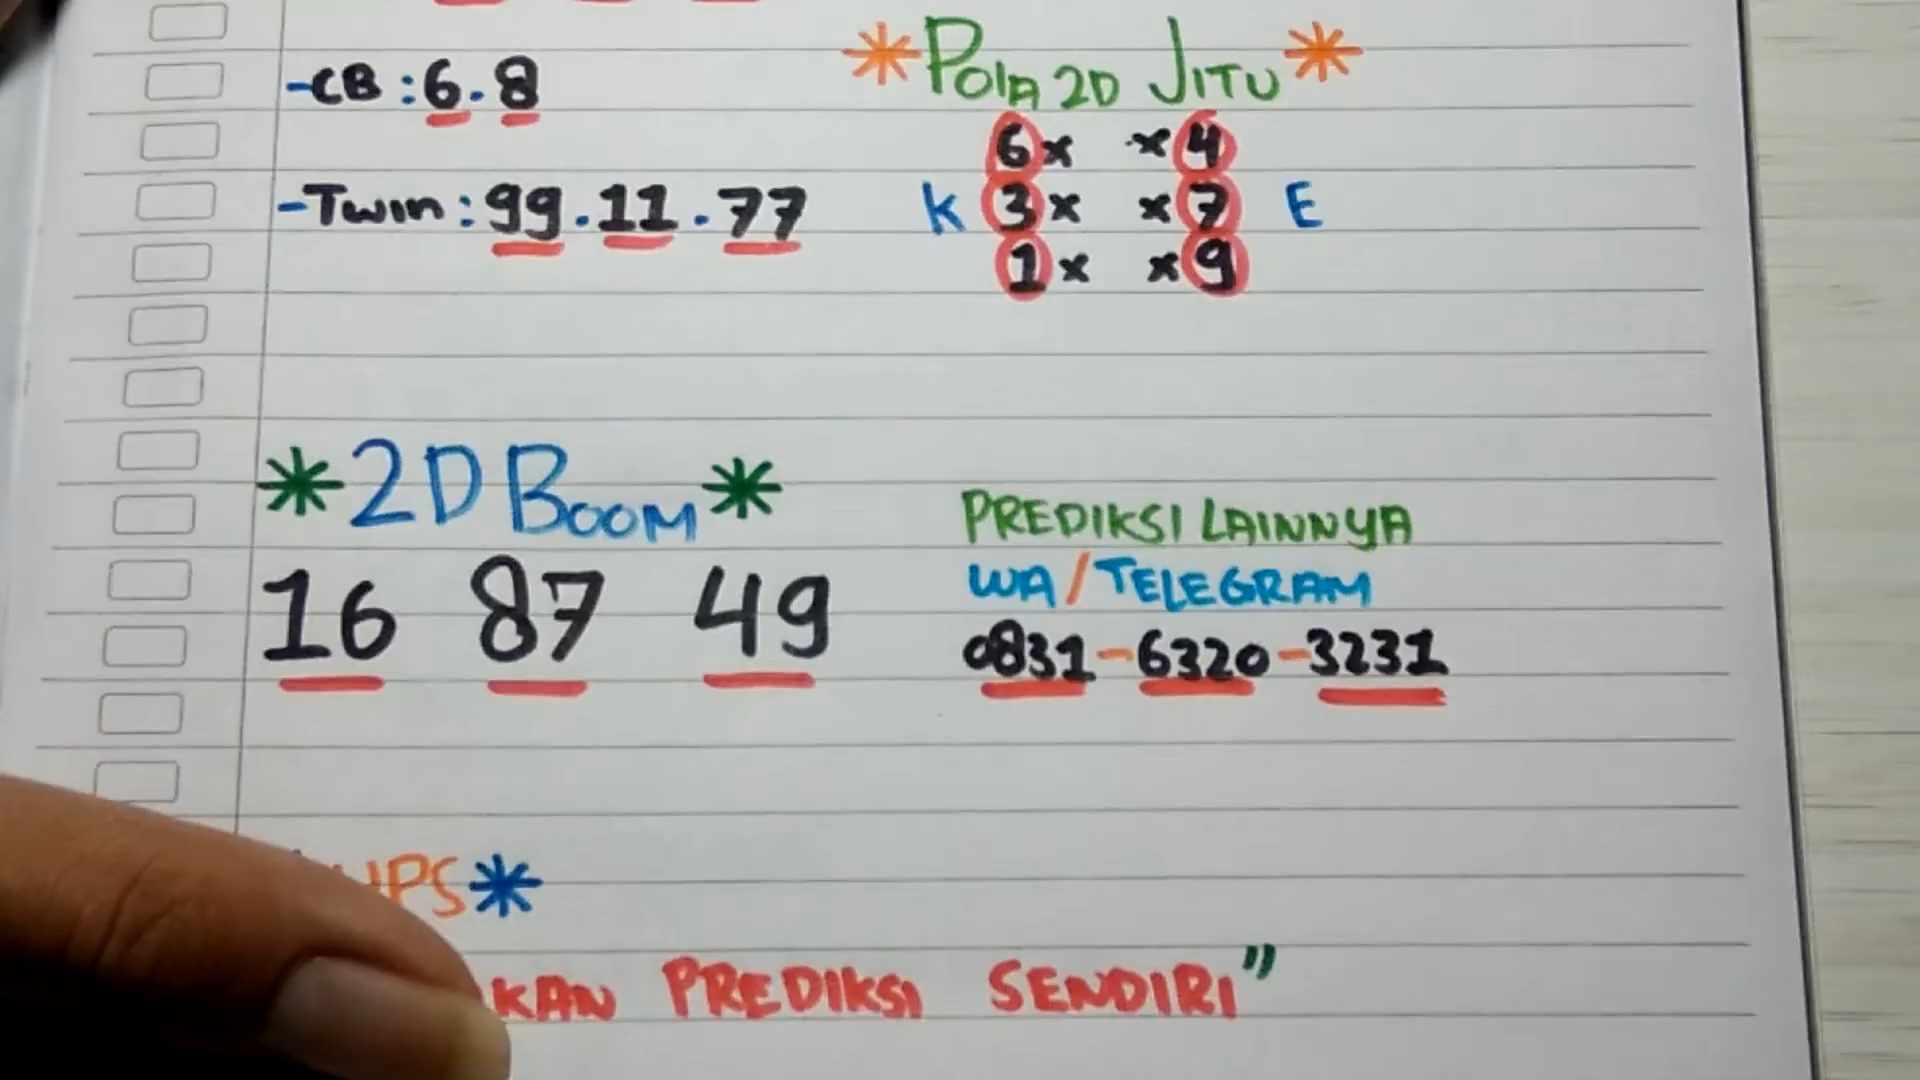 -CB : 6.8
-Twin : 99.11.77
*Pola 2D JITU*
6x x4
K 3x x7 E
1x x9
*2D BOOM*
16 87 49
PREDIKSI LAINNYA
WA/TELEGRAM
0831-6320-3231
UPS*
KAN PREDIKSI SENDIRI"